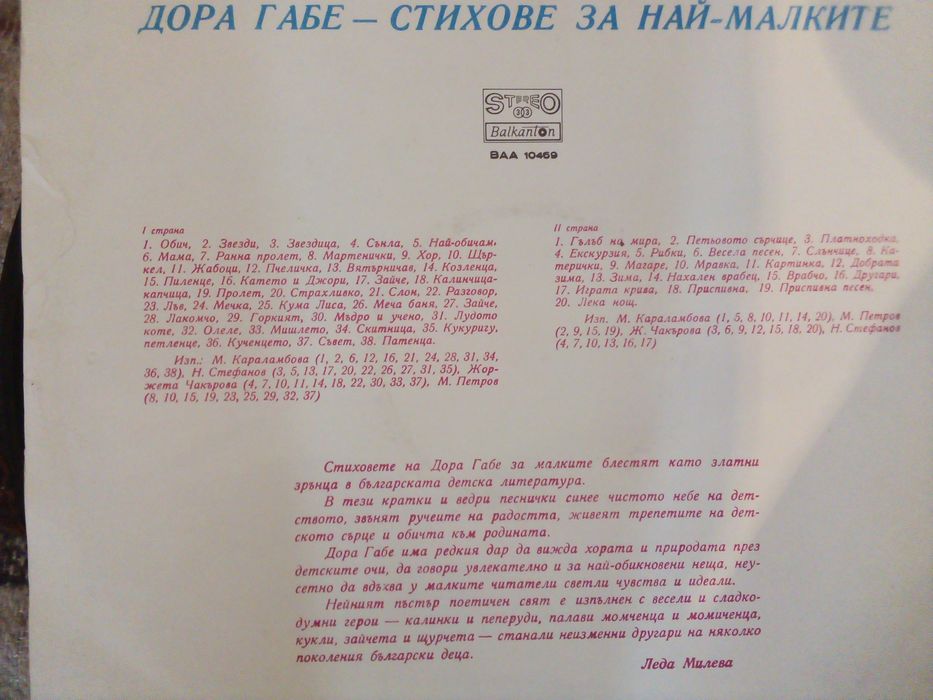 ДОРА ГАБЕ — СТИХОВЕ ЗА НАЙ-МАЛКИТЕ
STEREO
33
Balkanton
ВАА 10469
I страна
1. Обич, 2. Звезди, 3. Звездица, 4. Сънла, 5. Най-обичам,
6. Мама, 7. Ранна пролет, 8. Мартенички, 9. Хор, 10. Щър-
кел, 11. Жабоци, 12. Пчеличка, 13. Вятърничав, 14. Козленца,
15. Пиленце, 16. Катето и Джори, 17. Зайче, 18. Калинчица-
капчица, 19. Пролет, 20. Страхливко, 21. Слон, 22. Разговор,
23. Лъв, 24. Мечка, 25. Кума Лиса, 26. Меча баня, 27. Зайче,
28. Лакомчо, 29. Горкият, 30. Мъдро и учено, 31. Лудото
коте, 32. Олеле, 33. Мишлето, 34. Скитница, 35. Кукуригу,
петленце, 36. Кученцето, 37. Съвет, 38. Патенца.
Изп.: М. Караламбова (1, 2, 6, 12, 16, 21, 24, 28, 31, 34,
36, 38), Н. Стефанов (3, 5, 13, 17, 20, 22, 26, 27, 31, 35), Жор-
жета Чакърова (4, 7, 10, 11, 14, 18, 22, 30, 33, 37), М. Петров
(8, 10, 15, 19, 23, 25, 29, 32, 37)
II страна
1. Гълъб на мира, 2. Петьовото сърчице, 3. Платноходка,
4. Екскурзия, 5. Рибки, 6. Весела песен, 7. Слънчице, 8. Ка-
терички, 9. Магаре, 10. Мравка, 11. Картинка, 12. Добрата
зима, 13. Зима, 14. Нахален врабец, 15. Врабчо, 16. Другари,
17. Играта крива, 18. Приспивна, 19. Приспивна песен,
20. Лека нощ.
Изп. М. Караламбова (1, 5, 8, 10, 11, 14, 20), М. Петров
(2, 9, 15, 19), Ж. Чакърова (3, 6, 9, 12, 15, 18, 20), Н. Стефанов
(4, 7, 10, 13, 16, 17)
Стиховете на Дора Габе за малките блестят като златни
зрънца в българската детска литература.
В тези кратки и ведри песнички синее чистото небе на дет-
ството, звънят ручеите на радостта, живеят трепетите на дет-
ското сърце и обичта към родината.
Дора Габе има редкия дар да вижда хората и природата през
детските очи, да говори увлекателно и за най-обикновени неща, неу-
сетно да вдъхва у малките читатели светли чувства и идеали.
Нейният пъстър поетичен свят е изпълнен с весели и сладко-
думни герои — калинки и пеперуди, палави момченца и момиченца,
кукли, зайчета и щурчета — станали неизменни другари на няколко
поколения български деца.
Леда Милева